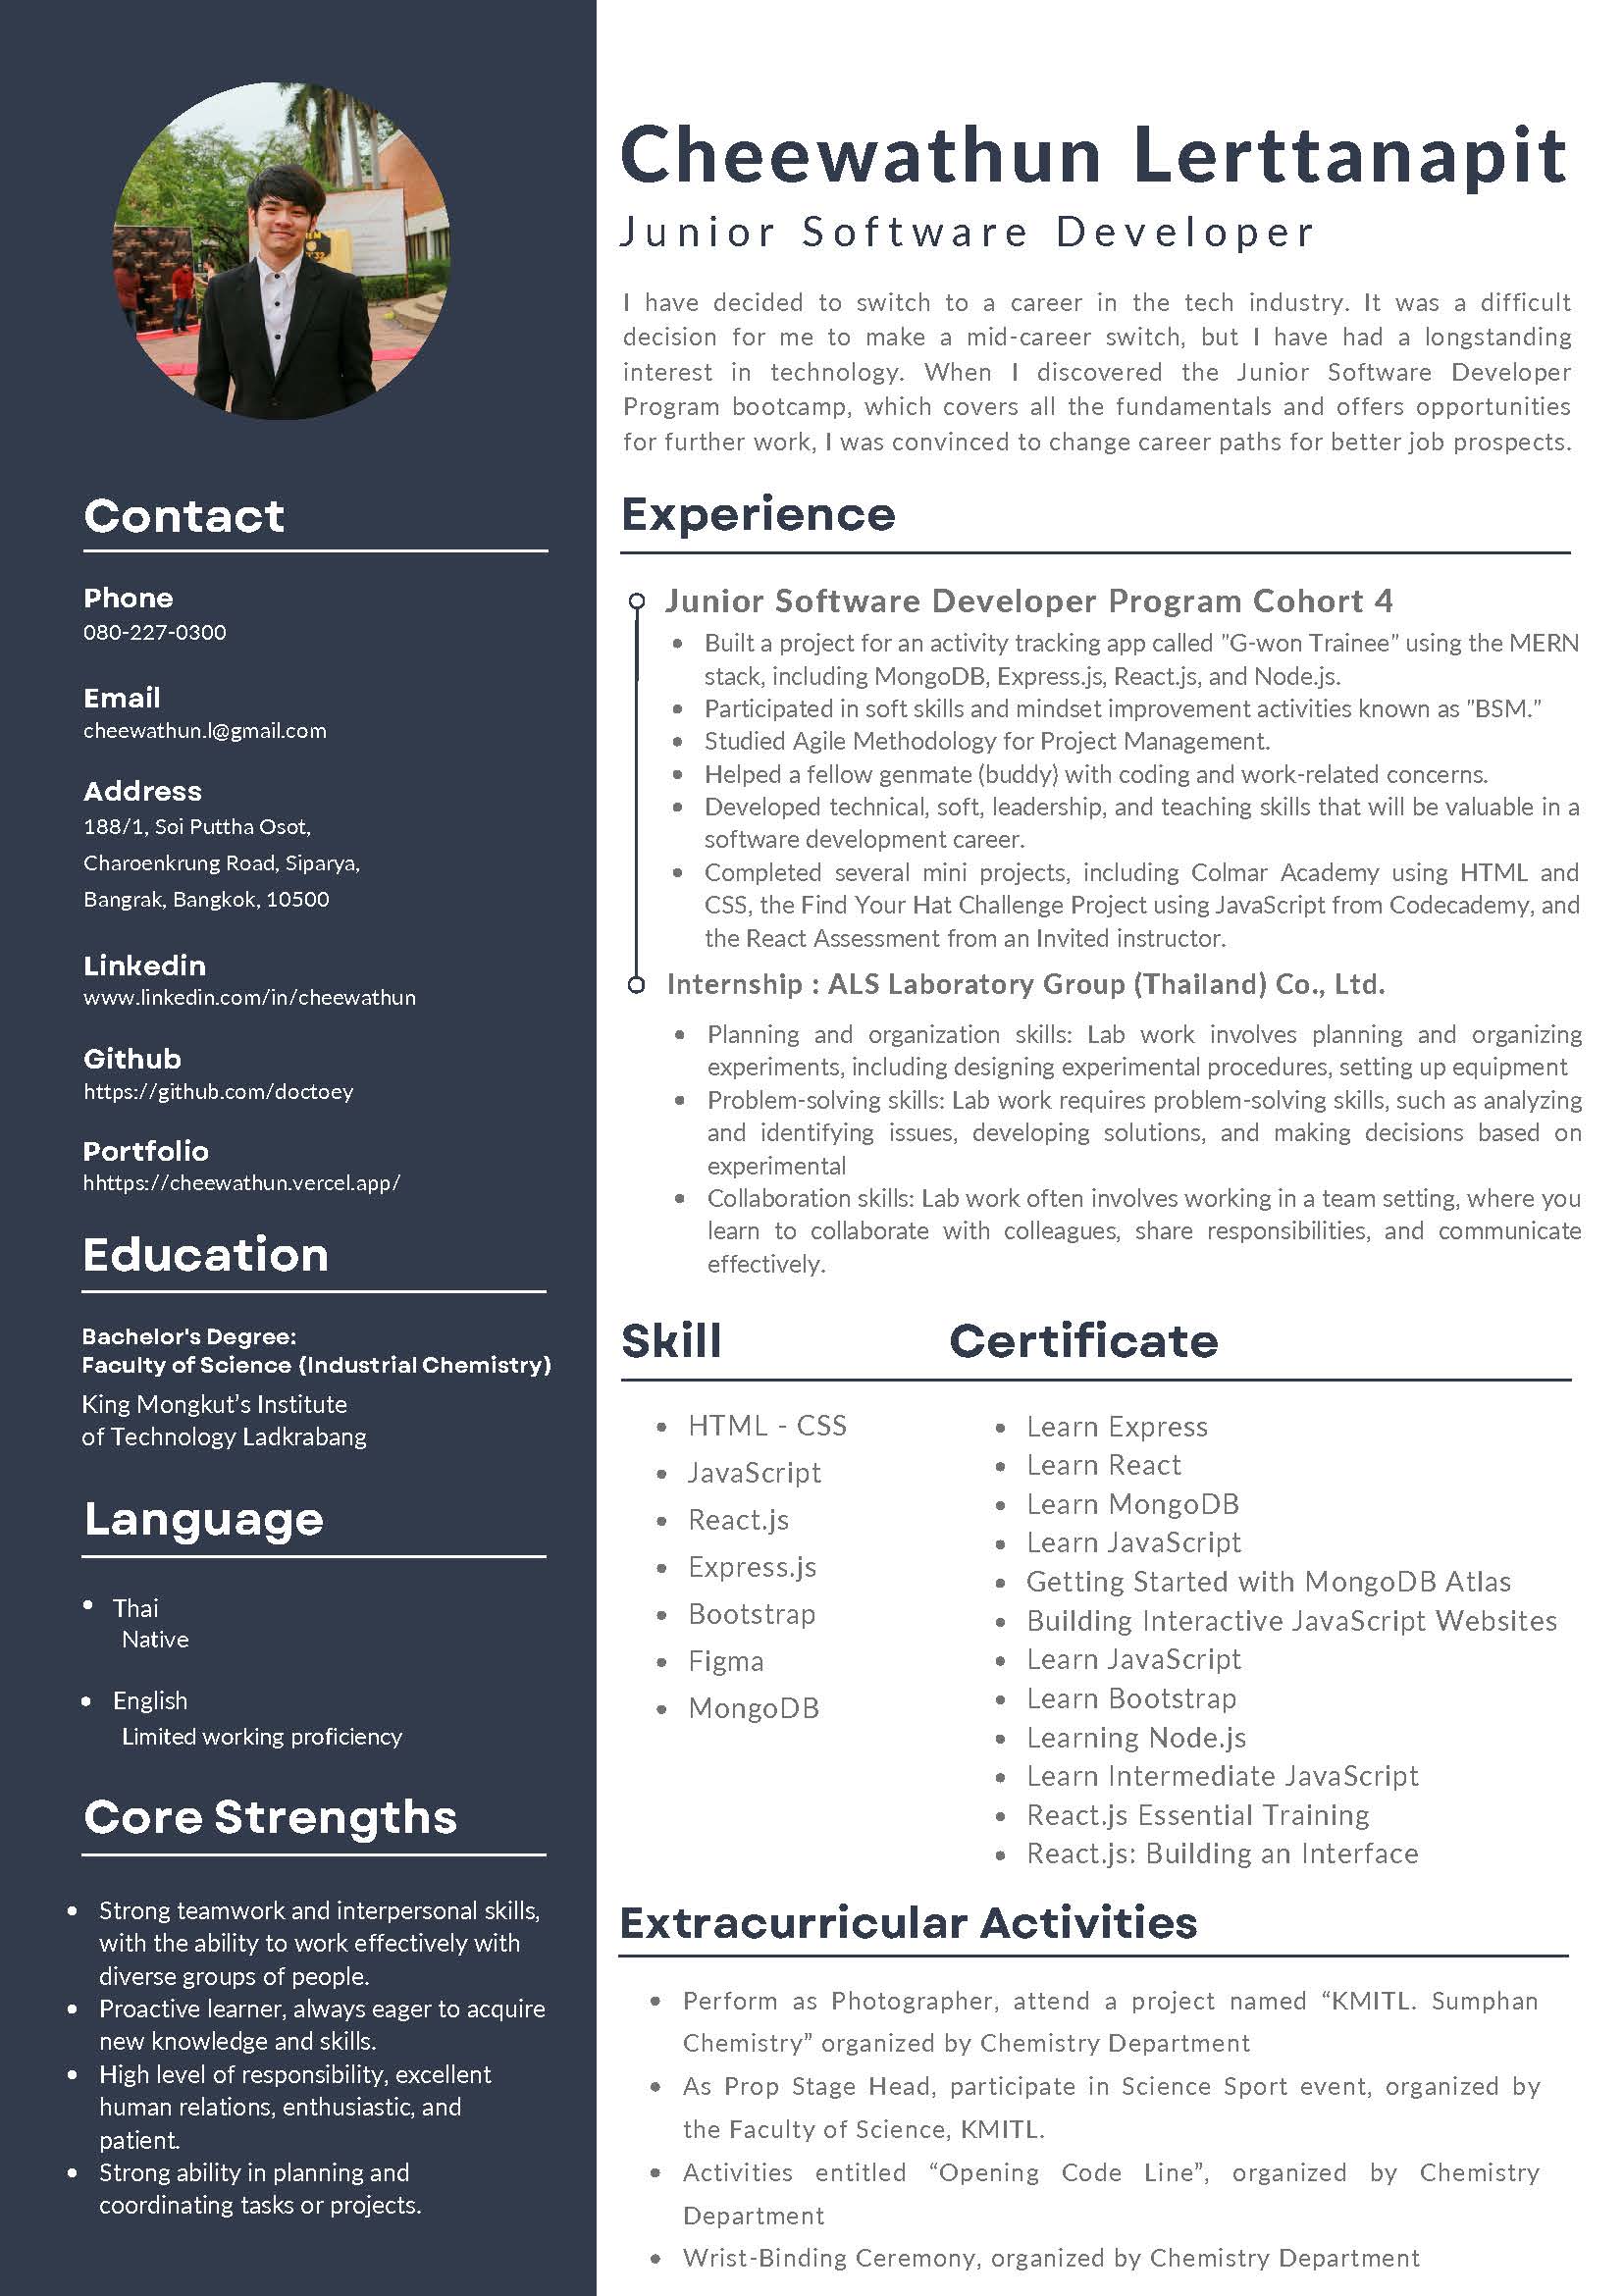 Cheewathun Lerttanapit
Junior Software Developer
I have decided to switch to a career in the tech industry. It was a difficult
decision for me to make a mid-career switch, but I have had a longstanding
interest in technology. When I discovered the Junior Software Developer
Program bootcamp, which covers all the fundamentals and offers opportunities
for further work, I was convinced to change career paths for better job prospects.
Contact
Phone
080-227-0300
Email
cheewathun.l@gmail.com
Address
188/1, Soi Puttha Osot,
Charoenkrung Road, Siparya,
Bangrak, Bangkok, 10500
Linkedin
www.linkedin.com/in/cheewathun
Github
https://github.com/doctoey
Portfolio
hhttps://cheewathun.vercel.app/
Education
Bachelor's Degree:
Faculty of Science (Industrial Chemistry)
King Mongkut's Institute
of Technology Ladkrabang
Language
• Thai
Native
• English
Limited working proficiency
Core Strengths
• Strong teamwork and interpersonal skills,
with the ability to work effectively with
diverse groups of people.
• Proactive learner, always eager to acquire
new knowledge and skills.
• High level of responsibility, excellent
human relations, enthusiastic, and
patient.
• Strong ability in planning and
coordinating tasks or projects.
Experience
Junior Software Developer Program Cohort 4
• Built a project for an activity tracking app called "G-won Trainee" using the MERN
stack, including MongoDB, Express.js, React.js, and Node.js.
• Participated in soft skills and mindset improvement activities known as "BSM."
• Studied Agile Methodology for Project Management.
• Helped a fellow genmate (buddy) with coding and work-related concerns.
• Developed technical, soft, leadership, and teaching skills that will be valuable in a
software development career.
• Completed several mini projects, including Colmar Academy using HTML and
CSS, the Find Your Hat Challenge Project using JavaScript from Codecademy, and
the React Assessment from an Invited instructor.
Internship : ALS Laboratory Group (Thailand) Co., Ltd.
• Planning and organization skills: Lab work involves planning and organizing
experiments, including designing experimental procedures, setting up equipment
• Problem-solving skills: Lab work requires problem-solving skills, such as analyzing
and identifying issues, developing solutions, and making decisions based on
experimental
• Collaboration skills: Lab work often involves working in a team setting, where you
learn to collaborate with colleagues, share responsibilities, and communicate
effectively.
Skill
• HTML - CSS
• JavaScript
• React.js
• Express.js
• Bootstrap
• Figma
• MongoDB
Certificate
• Learn Express
• Learn React
• Learn MongoDB
• Learn JavaScript
• Getting Started with MongoDB Atlas
• Building Interactive JavaScript Websites
• Learn JavaScript
• Learn Bootstrap
• Learning Node.js
• Learn Intermediate JavaScript
• React.js Essential Training
• React.js: Building an Interface
Extracurricular Activities
• Perform as Photographer, attend a project named “KMITL. Sumphan
Chemistry” organized by Chemistry Department
• As Prop Stage Head, participate in Science Sport event, organized by
the Faculty of Science, KMITL.
• Activities entitled “Opening Code Line”, organized by Chemistry
Department
• Wrist-Binding Ceremony, organized by Chemistry Department